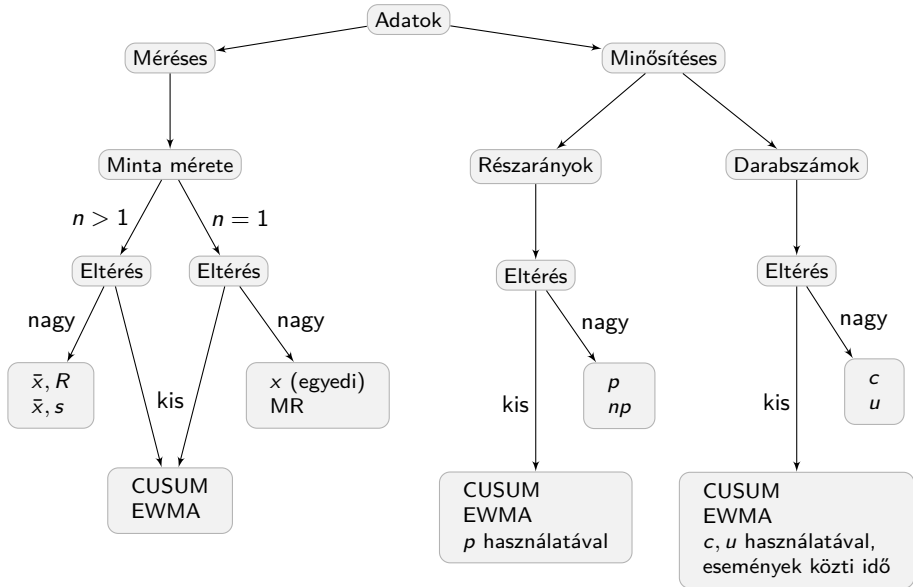 Adatok
Méréses
Minősítéses
Minta mérete
Részarányok
Darabszámok
n > 1
n = 1
Eltérés
Eltérés
Eltérés
Eltérés
nagy
nagy
nagy
nagy
x̄, R
x̄, s
kis
x (egyedi)
MR
kis
p
np
kis
c
u
CUSUM
EWMA
CUSUM
EWMA
p használatával
CUSUM
EWMA
c, u használatával,
események közti idő